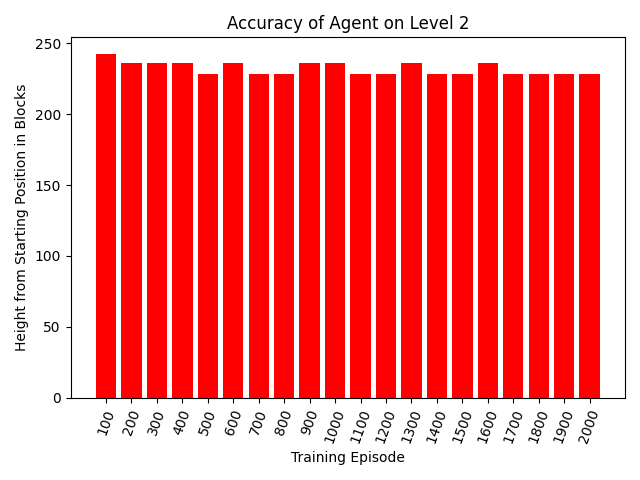 Accuracy of Agent on Level 2
Height from Starting Position in Blocks
250
200
150
100
50
0
100 200 300 400 500 600 700 800 900 1000 1100 1200 1300 1400 1500 1600 1700 1800 1900 2000
Training Episode